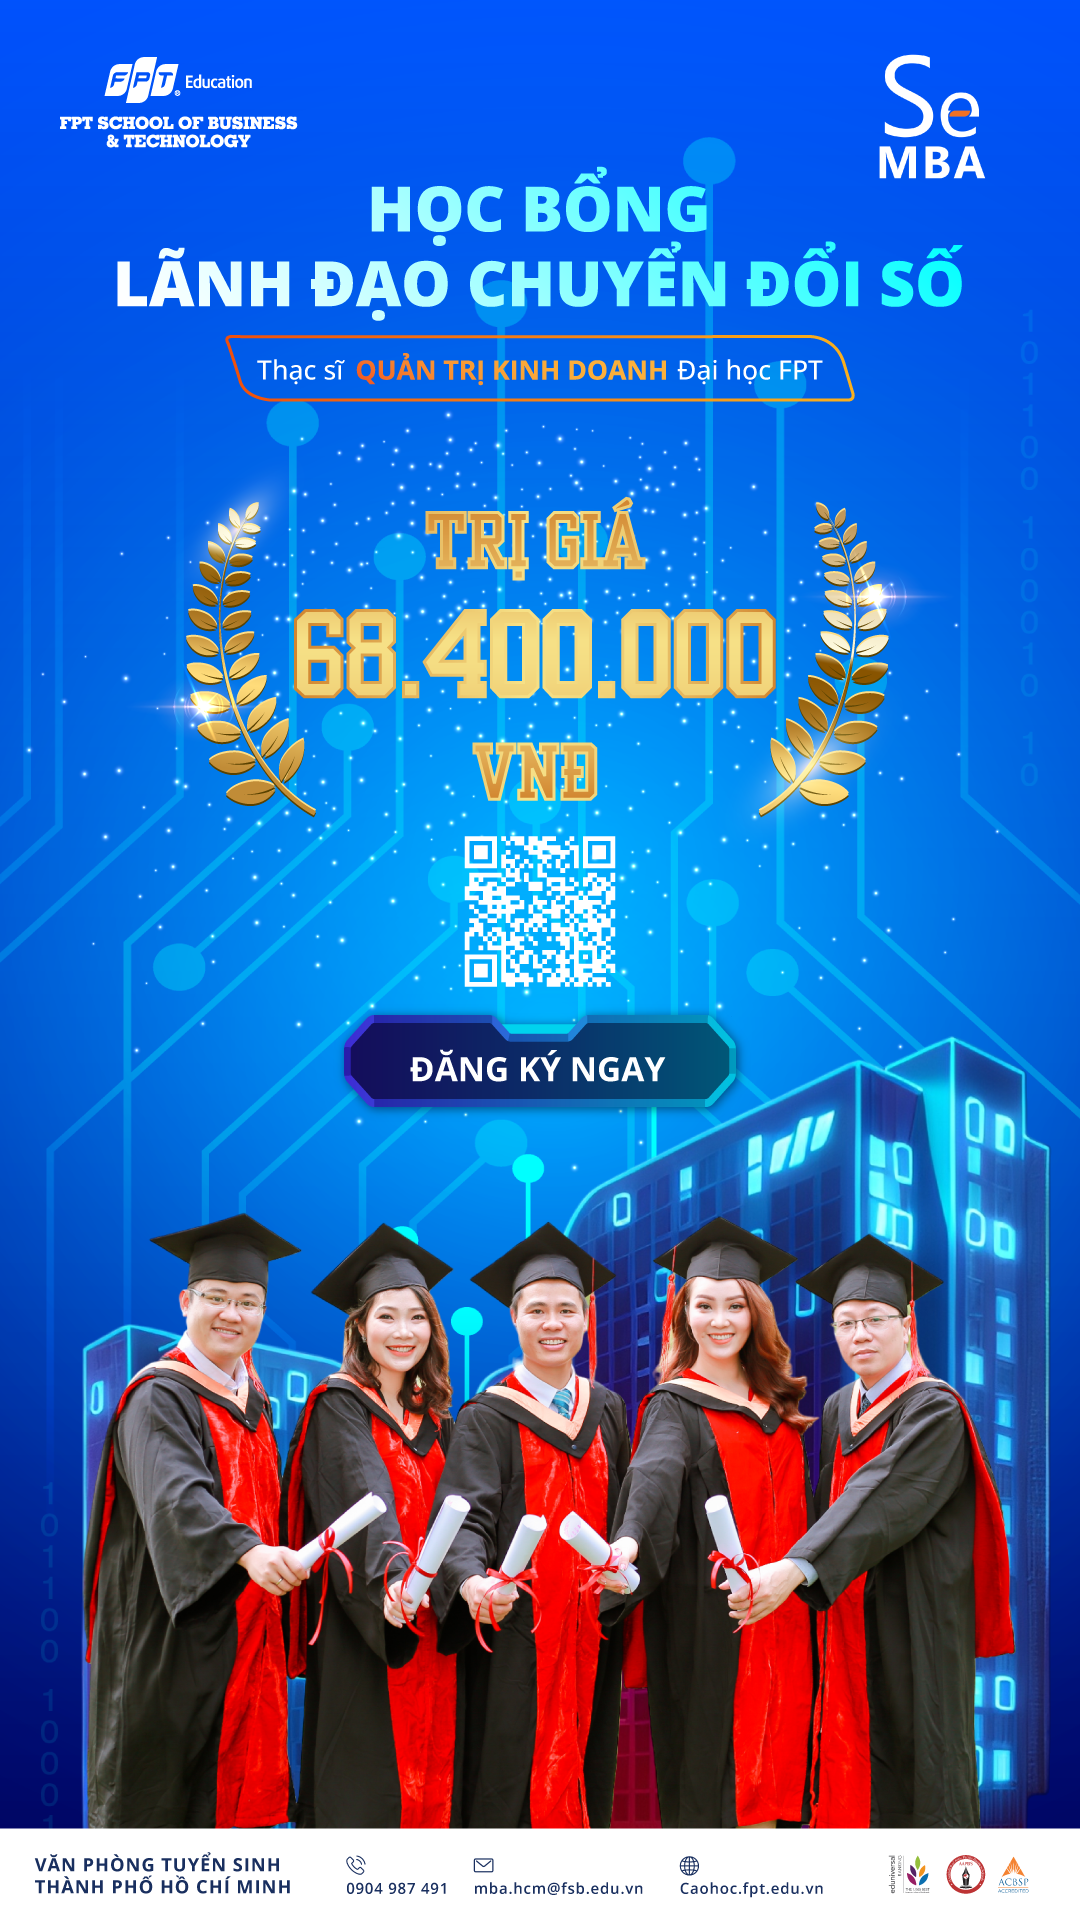 FPT Education
FPT SCHOOL OF BUSINESS
& TECHNOLOGY
Se
MBA
HỌC BỔNG
LÃNH ĐẠO CHUYỂN ĐỔI SỐ
Thạc sĩ QUẢN TRỊ KINH DOANH Đại học FPT
TRỊ GIÁ
68.400.000
VNĐ
ĐĂNG KÝ NGAY
VĂN PHÒNG TUYỂN SINH
THÀNH PHỐ HỒ CHÍ MINH
0904 987 491
mba.hcm@fsb.edu.vn
Caohoc.fpt.edu.vn
eduniversal
ACBSP
ACCREDITED